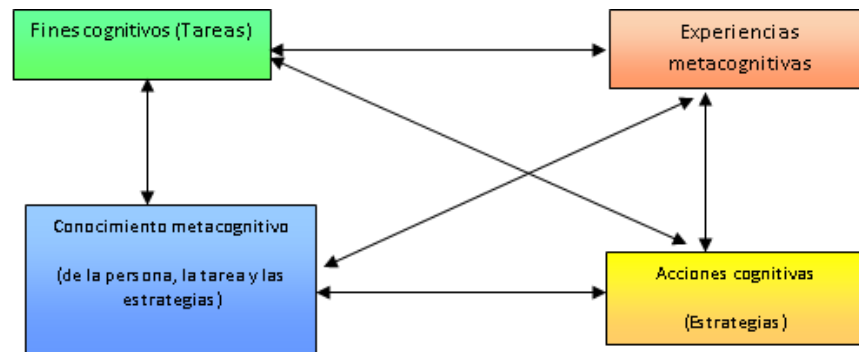 Fines cognitivos (Tareas)
Experiencias
metacognitivas
Conocimiento metacognitivo
(de la persona, la tarea y las
estrategias)
Acciones cognitivas
(Estrategias)